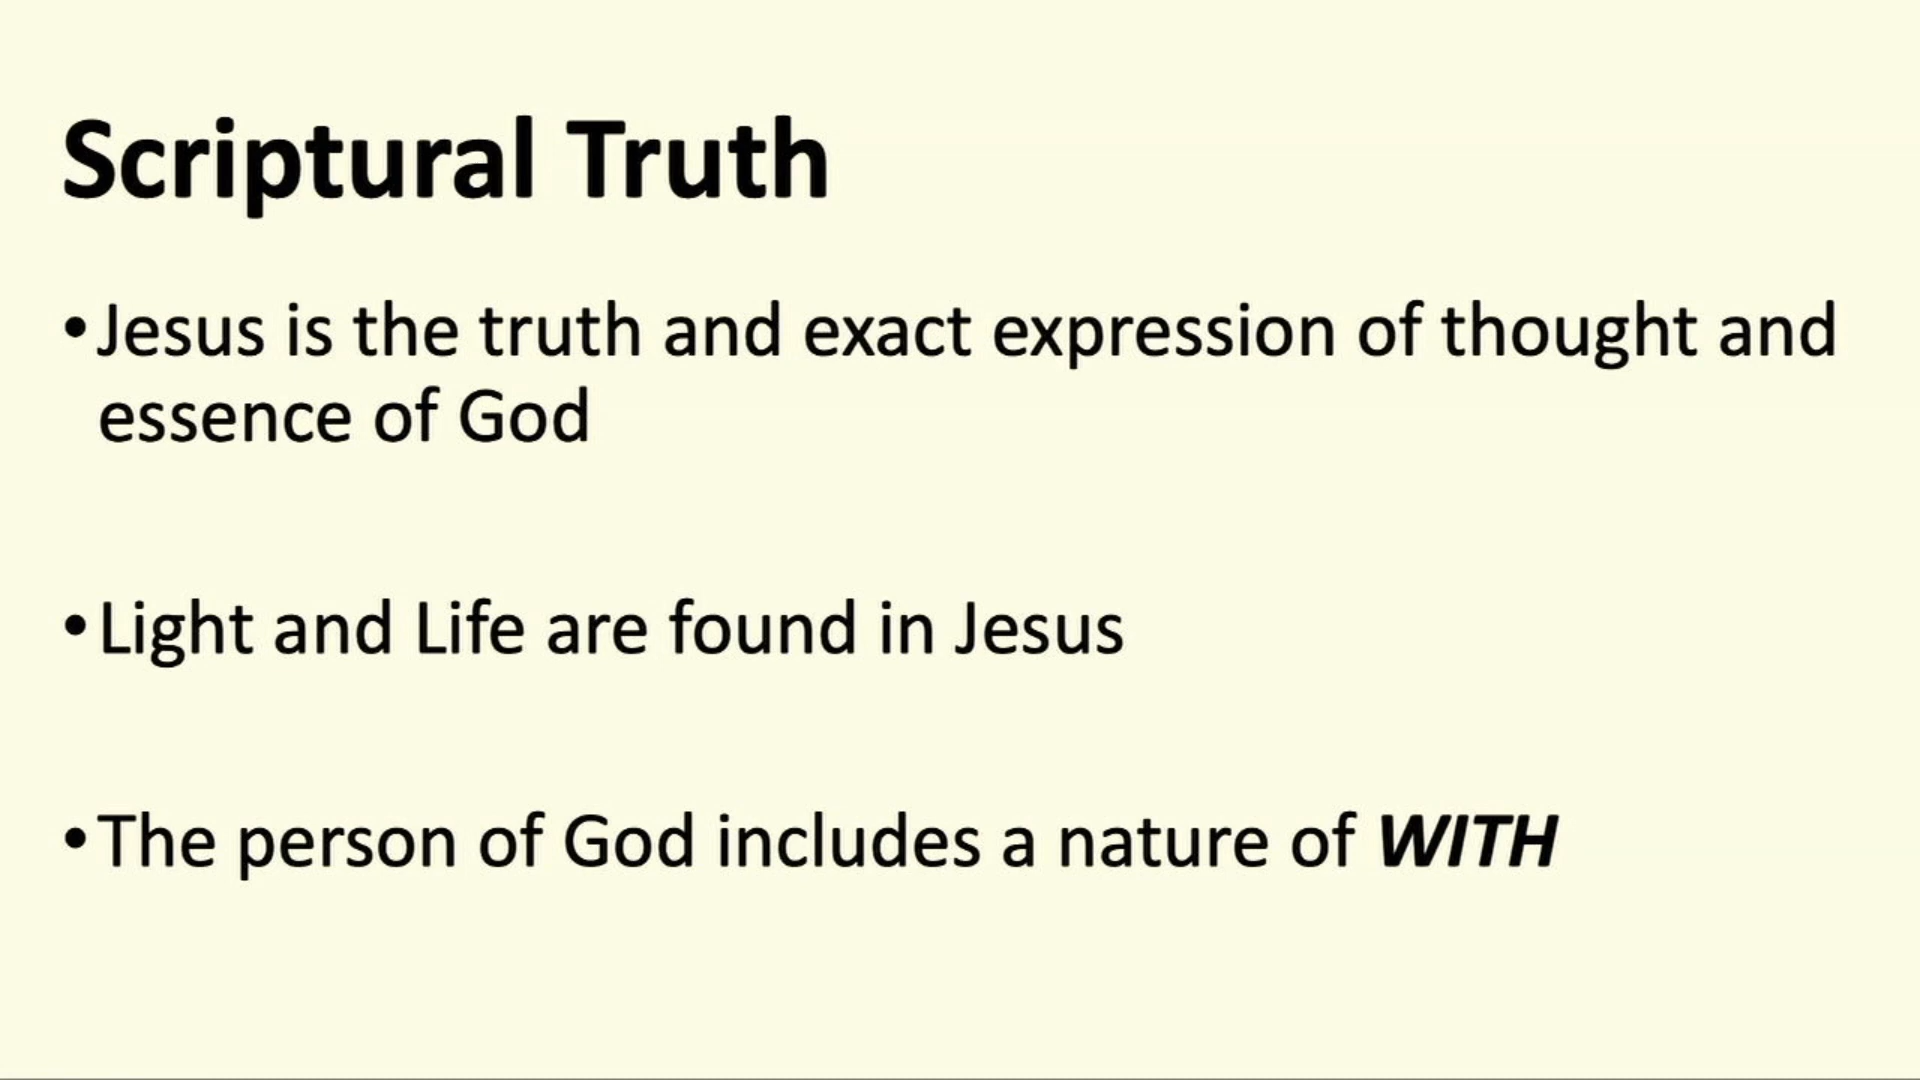 Scriptural Truth
•Jesus is the truth and exact expression of thought and
essence of God
•Light and Life are found in Jesus
•The person of God includes a nature of WITH